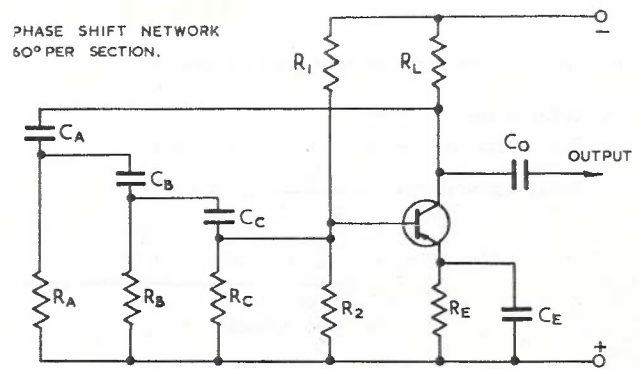 PHASE SHIFT NETWORK
60° PER SECTION.
R1
RL
−
CA
CB
CC
CO
OUTPUT
RA
RB
RC
R2
RE
CE
+